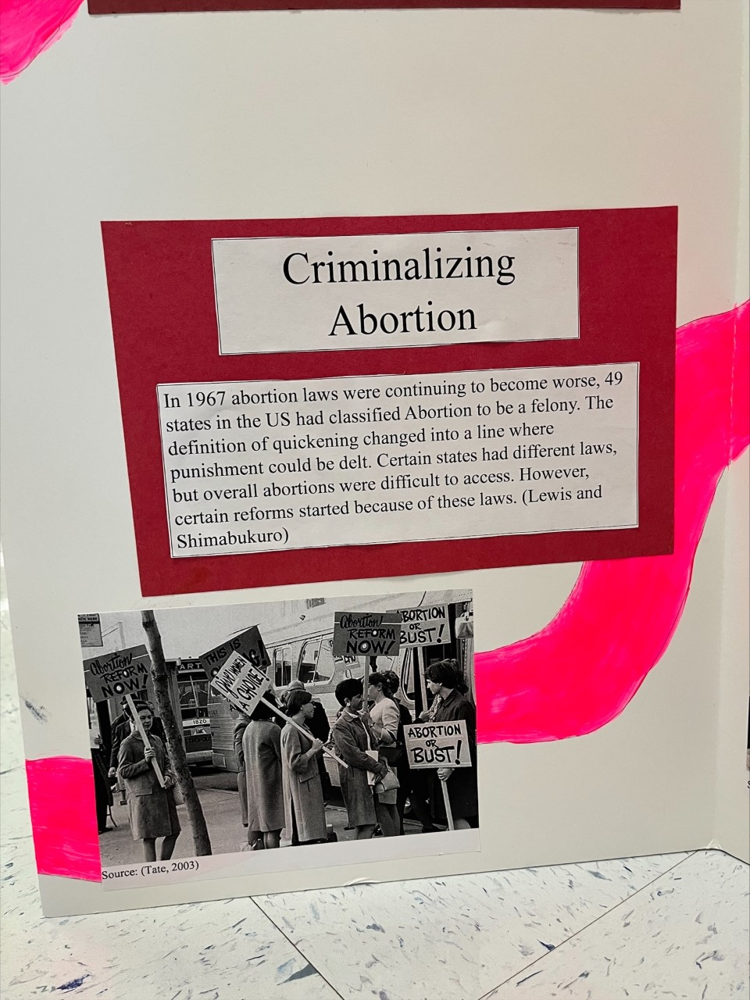 Criminalizing
Abortion
In 1967 abortion laws were continuing to become worse, 49
states in the US had classified Abortion to be a felony. The
definition of quickening changed into a line where
punishment could be delt. Certain states had different laws,
but overall abortions were difficult to access. However,
certain reforms started because of these laws. (Lewis and
Shimabukuro)
Abortion
REFORM
NOW!
THIS IS
WOMEN
A CHOICE
Abortion
REFORM
NOW!
ABORTION
OR
BUST!
ABORTION
OR
BUST!
1820
Source: (Tate, 2003)